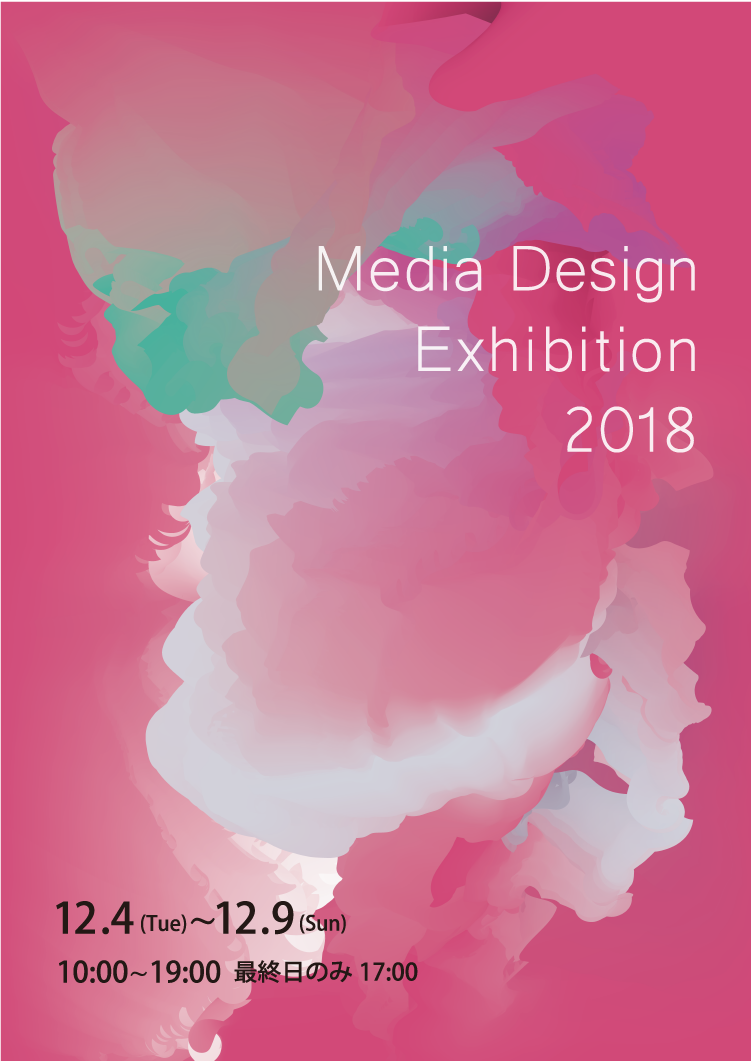 Media Design
Exhibition
2018
12.4 (Tue)～12.9 (Sun)
10:00～19:00 最終日のみ 17:00